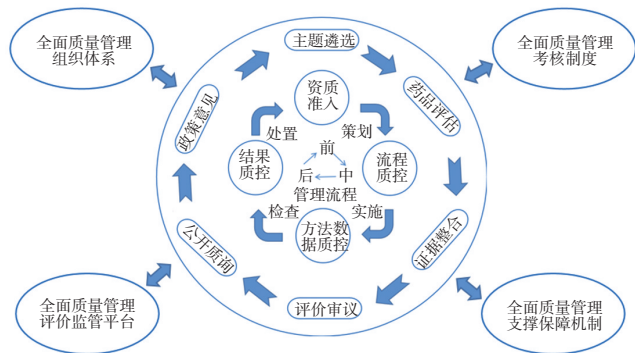 全面质量管理
组织体系
主题遴选
全面质量管理
考核制度
政策意见
药品评估
资质
准入
处置
策划
结果
质控
前
后
中
管理流程
流程
质控
检查
实施
方法数
据质控
公开质询
证据整合
评价审议
全面质量管理
评价监管平台
全面质量管理
支撑保障机制